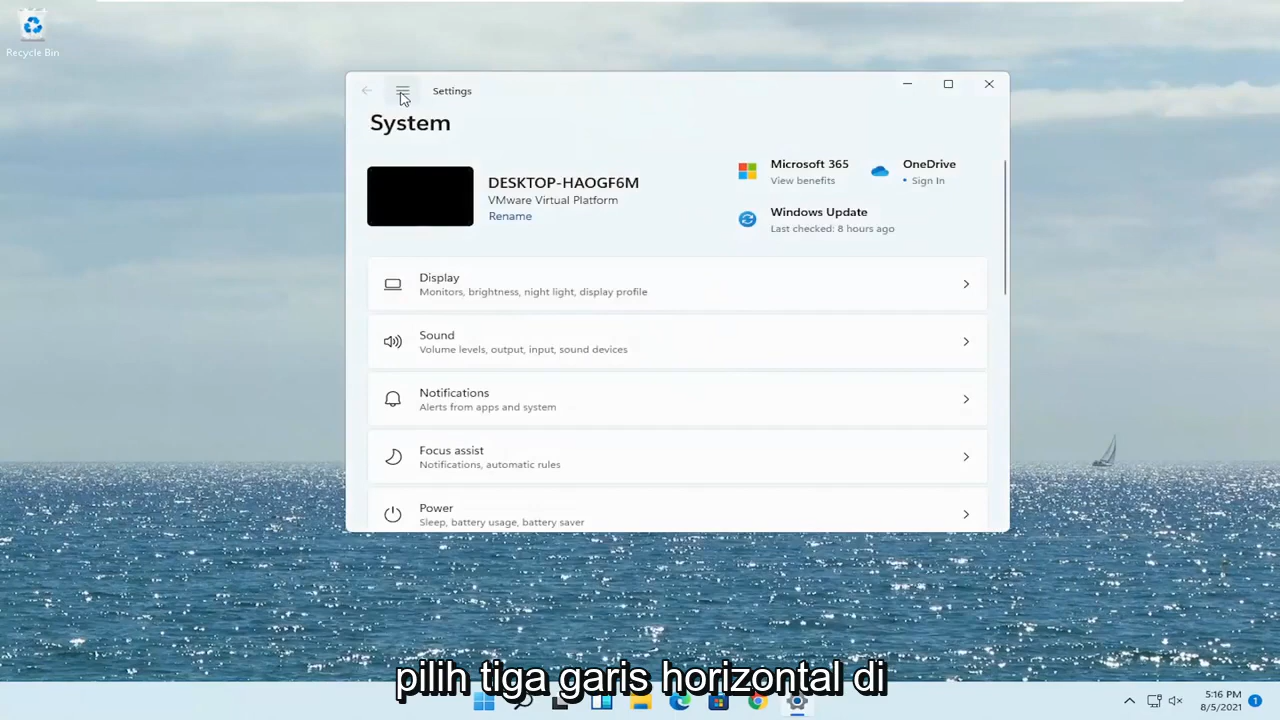 Recycle Bin
Settings
System
DESKTOP-HAOGF6M
VMware Virtual Platform
Rename
Microsoft 365
View benefits
OneDrive
• Sign In
Windows Update
Last checked: 8 hours ago
Display
Monitors, brightness, night light, display profile
Sound
Volume levels, output, input, sound devices
Notifications
Alerts from apps and system
Focus assist
Notifications, automatic rules
Power
Sleep, battery usage, battery saver
pilih tiga garis horizontal di
5:16 PM
8/5/2021
1